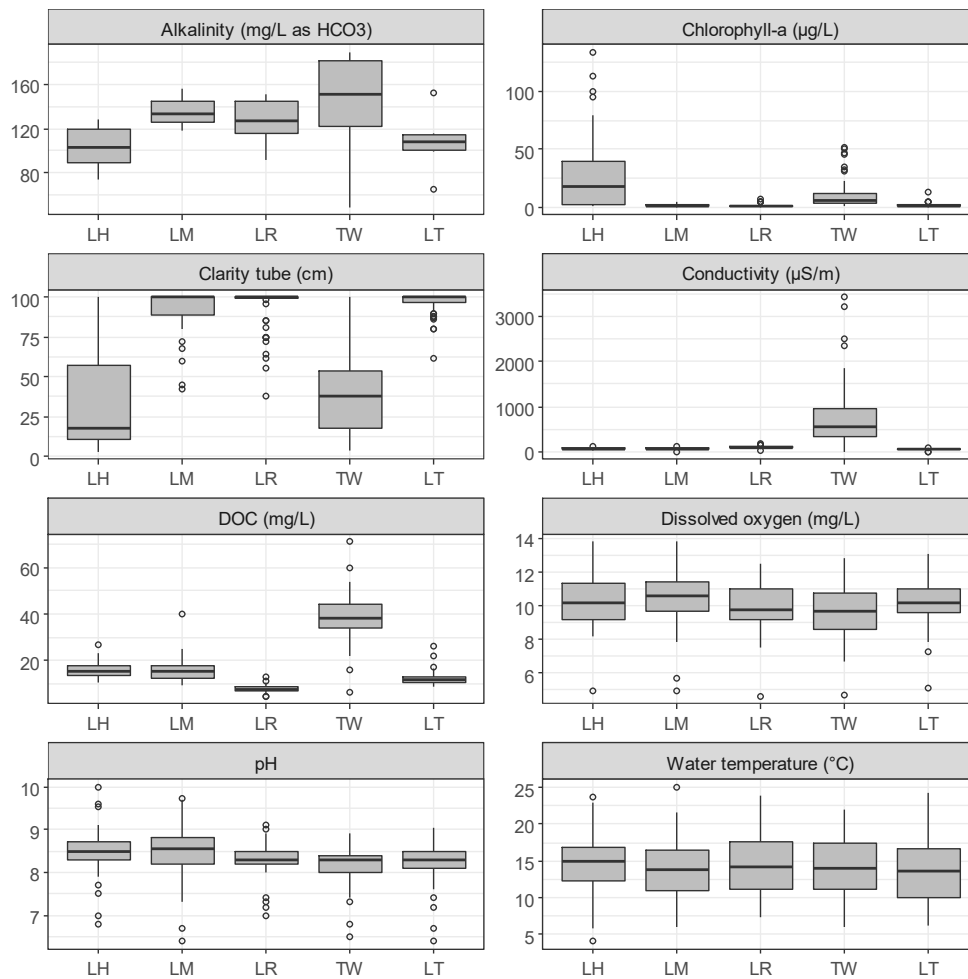 Alkalinity (mg/L as HCO3)
160
120
80
LH LM LR TW LT
Chlorophyll-a (µg/L)
100
50
0
LH LM LR TW LT
Clarity tube (cm)
100
75
50
25
0
LH LM LR TW LT
Conductivity (µS/m)
3000
2000
1000
0
LH LM LR TW LT
DOC (mg/L)
60
40
20
LH LM LR TW LT
Dissolved oxygen (mg/L)
14
12
10
8
6
LH LM LR TW LT
pH
10
9
8
7
LH LM LR TW LT
Water temperature (°C)
25
20
15
10
5
LH LM LR TW LT